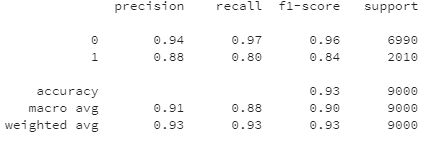 precision recall f1-score support
0 0.94 0.97 0.96 6990
1 0.88 0.80 0.84 2010
accuracy 0.93 9000
macro avg 0.91 0.88 0.90 9000
weighted avg 0.93 0.93 0.93 9000